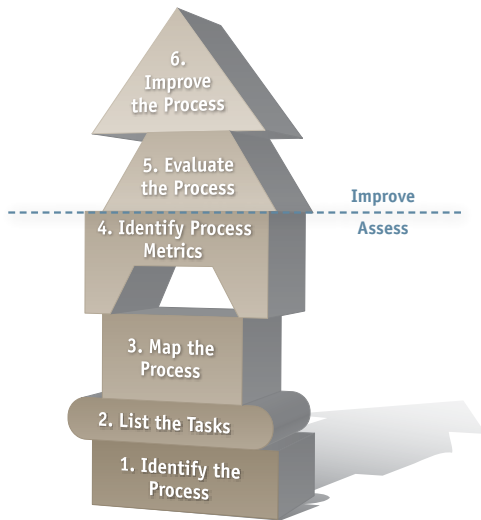 6.
Improve
the Process
5. Evaluate
the Process
Improve
4. Identify Process
Metrics
Assess
3. Map the
Process
2. List the Tasks
1. Identify the
Process